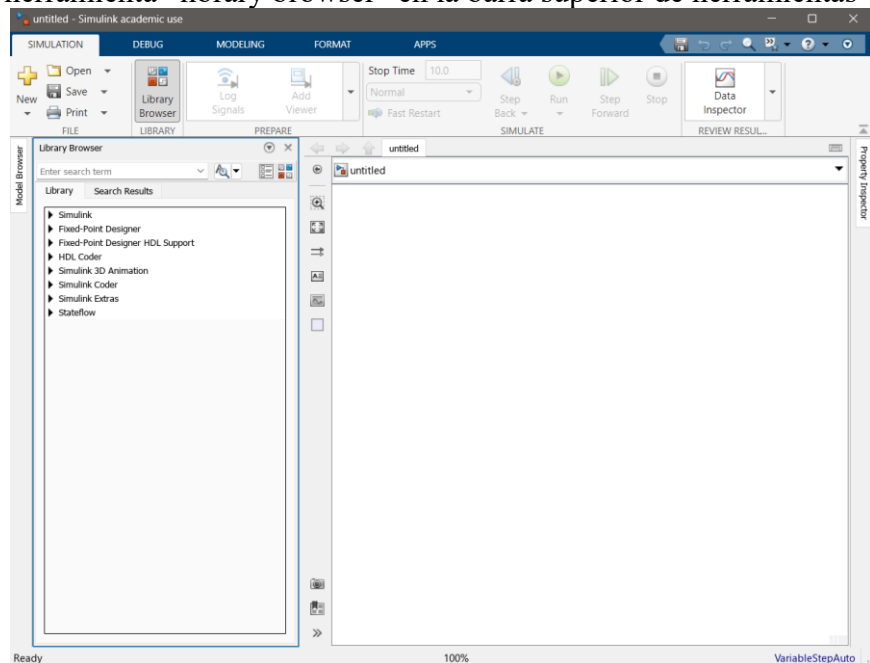 herramienta "library browser" en la barra superior de herramientas
untitled - Simulink academic use
SIMULATION DEBUG MODELING FORMAT APPS
New
Open
Save
Print
FILE
Library
Browser
LIBRARY
Log
Signals
Add
Viewer
PREPARE
Stop Time 10.0
Normal
Fast Restart
Step
Back
Run
Step
Forward
Stop
SIMULATE
Data
Inspector
REVIEW RESUL...
Model Browser
Library Browser
Enter search term
Library Search Results
Simulink
Fixed-Point Designer
Fixed-Point Designer HDL Support
HDL Coder
Simulink 3D Animation
Simulink Coder
Simulink Extras
Stateflow
untitled
untitled
Property Inspector
Ready 100% VariableStepAuto